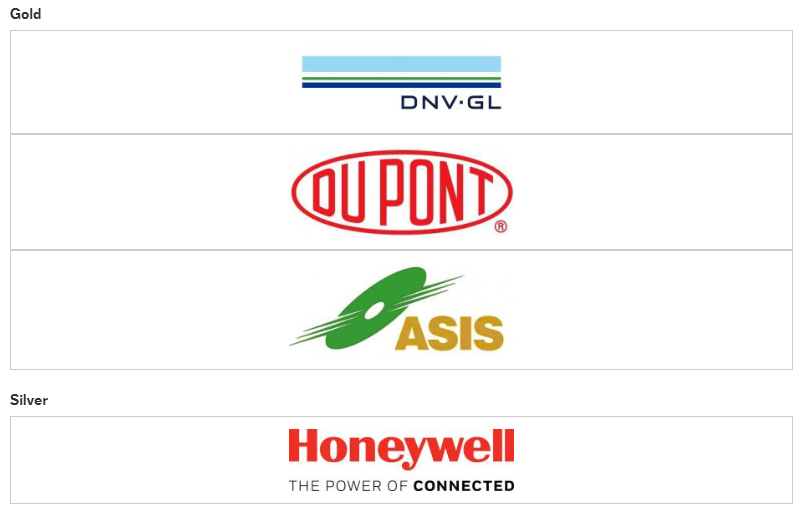 Gold
DNV·GL
DU PONT
®
ASIS
Silver
Honeywell
THE POWER OF CONNECTED